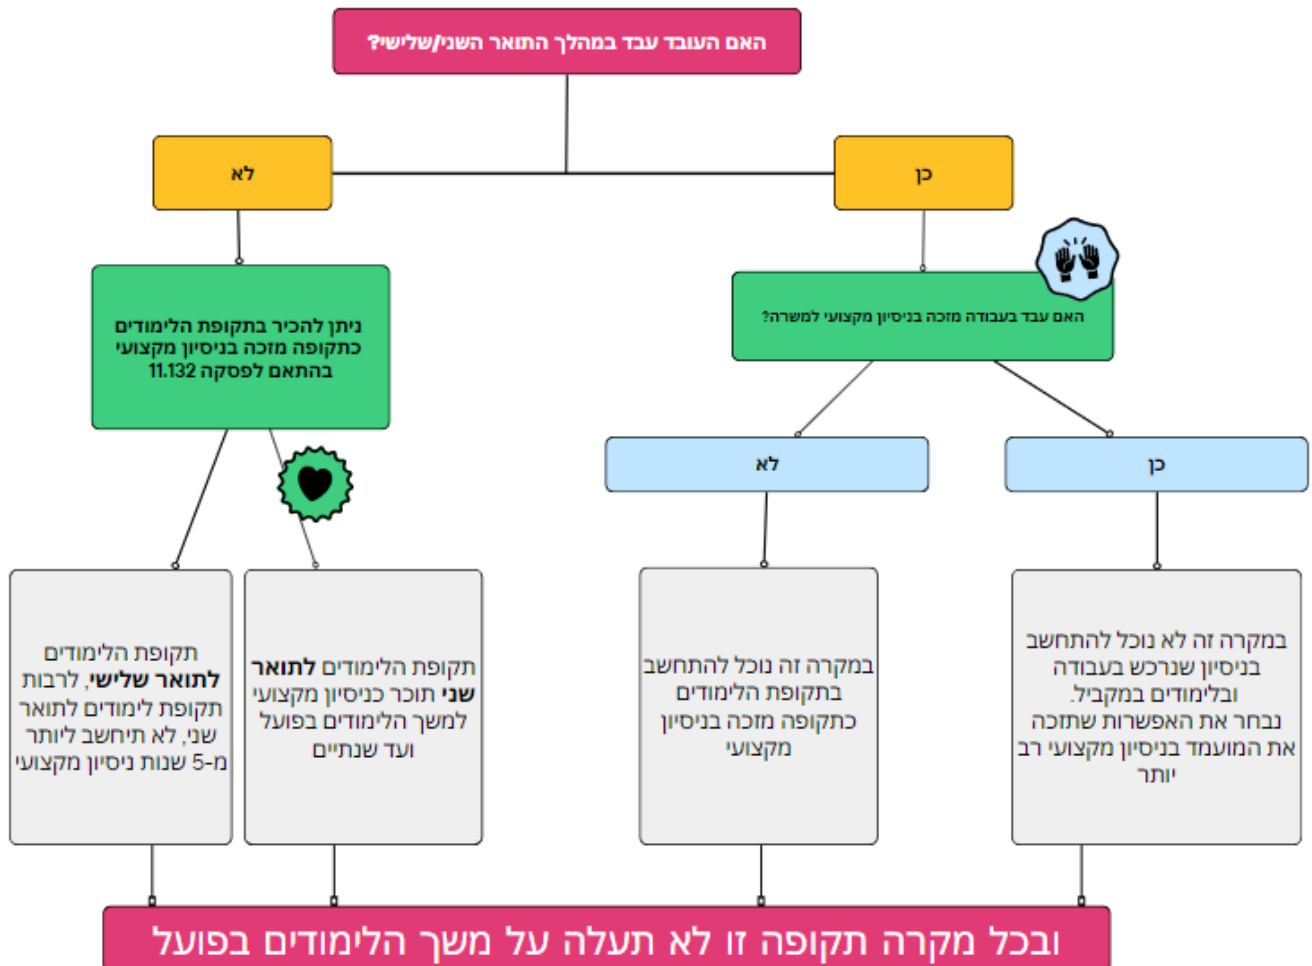 האם העובד עבד במהלך התואר השני/שלישי?
כן
לא
האם עבד בעבודה מזכה בניסיון מקצועי למשרה?
ניתן להכיר בתקופת הלימודים
כתקופה מזכה בניסיון מקצועי
בהתאם לפסקה 11.132
כן
לא
במקרה זה לא נוכל להתחשב
בניסיון שנרכש בעבודה
ובלימודים במקביל.
נבחר את האפשרות שתזכה
את המועמד בניסיון מקצועי רב
יותר
במקרה זה נוכל להתחשב
בתקופת הלימודים
כתקופה מזכה בניסיון
מקצועי
תקופת הלימודים לתואר
שני תוכר כניסיון מקצועי
למשך הלימודים בפועל
ועד שנתיים
תקופת הלימודים
לתואר שלישי, לרבות
תקופת לימודים לתואר
שני, לא תיחשב ליותר
מ-5 שנות ניסיון מקצועי
ובכל מקרה תקופה זו לא תעלה על משך הלימודים בפועל